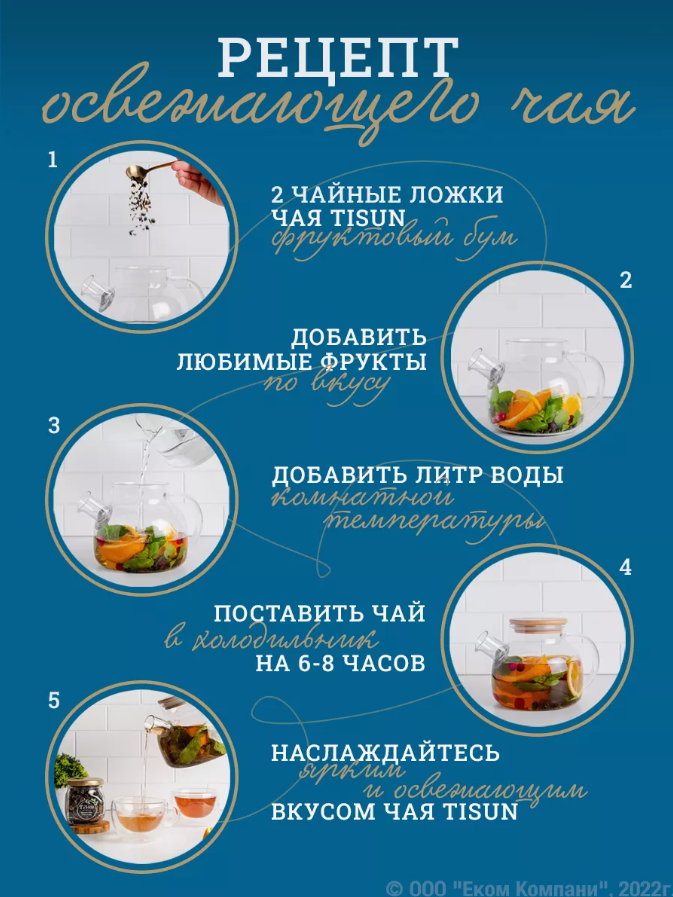 РЕЦЕПТ
освежающего чая
1
2 ЧАЙНЫЕ ЛОЖКИ
ЧАЯ TISUN
фруктовый бум
2
ДОБАВИТЬ
ЛЮБИМЫЕ ФРУКТЫ
по вкусу
3
ДОБАВИТЬ ЛИТР ВОДЫ
комнатной
температуры
4
ПОСТАВИТЬ ЧАЙ
в холодильник
НА 6-8 ЧАСОВ
5
НАСЛАЖДАЙТЕСЬ
ярким
и освежающим
ВКУСОМ ЧАЯ TISUN
© ООО "Еком Компани", 2022г.